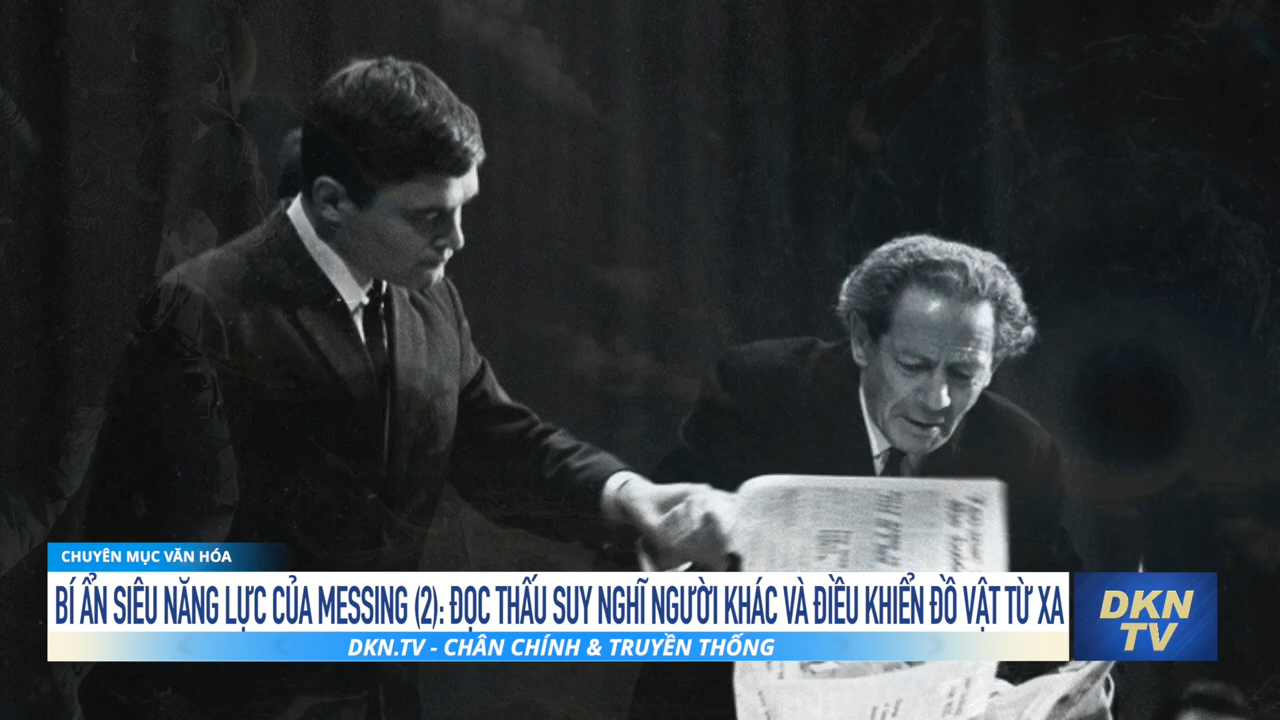 CHUYÊN MỤC VĂN HÓA
BÍ ẨN SIÊU NĂNG LỰC CỦA MESSING (2): ĐỌC THẤU SUY NGHĨ NGƯỜI KHÁC VÀ ĐIỀU KHIỂN ĐỒ VẬT TỪ XA
DKN.TV - CHÂN CHÍNH & TRUYỀN THỐNG
DKN
TV